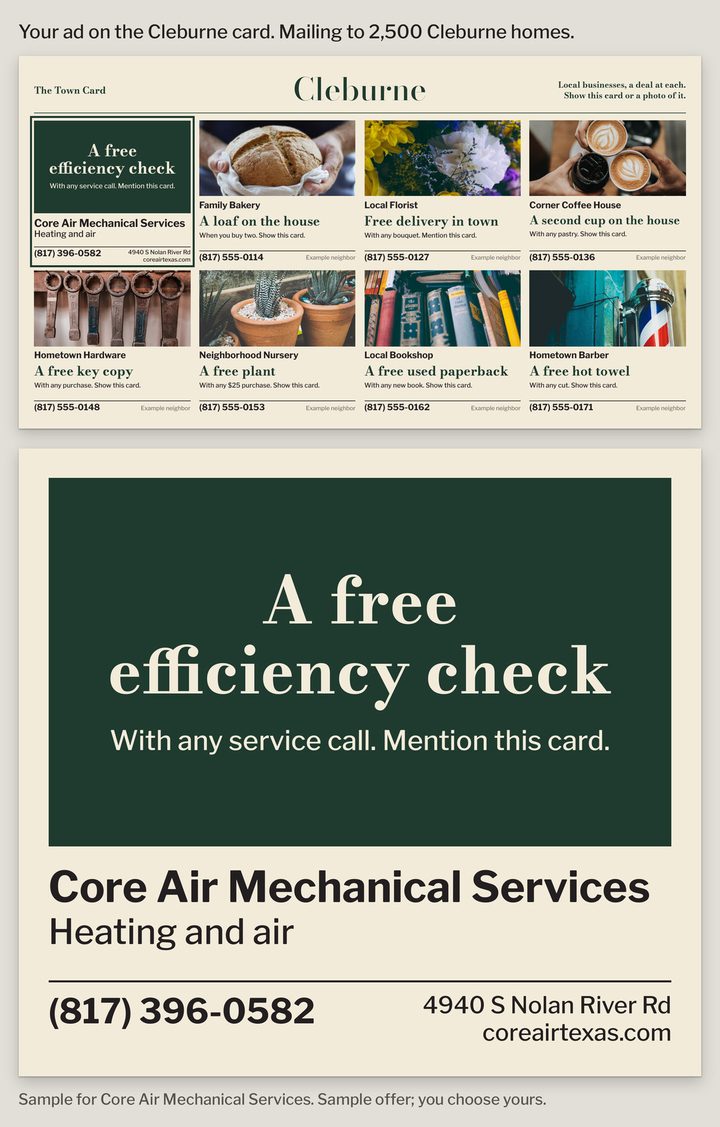 Your ad on the Cleburne card. Mailing to 2,500 Cleburne homes.
The Town Card
Cleburne
Local businesses, a deal at each.
Show this card or a photo of it.
A free
efficiency check
With any service call. Mention this card.
Core Air Mechanical Services
Heating and air
(817) 396-0582
4940 S Nolan River Rd
coreairtexas.com
Family Bakery
A loaf on the house
When you buy two. Show this card.
(817) 555-0114
Example neighbor
Local Florist
Free delivery in town
With any bouquet. Mention this card.
(817) 555-0127
Example neighbor
Corner Coffee House
A second cup on the house
With any pastry. Show this card.
(817) 555-0136
Example neighbor
Hometown Hardware
A free key copy
With any purchase. Show this card.
(817) 555-0148
Example neighbor
Neighborhood Nursery
A free plant
With any $25 purchase. Show this card.
(817) 555-0153
Example neighbor
Local Bookshop
A free used paperback
With any new book. Show this card.
(817) 555-0162
Example neighbor
Hometown Barber
A free hot towel
With any cut. Show this card.
(817) 555-0171
Example neighbor
A free
efficiency check
With any service call. Mention this card.
Core Air Mechanical Services
Heating and air
(817) 396-0582
4940 S Nolan River Rd
coreairtexas.com
Sample for Core Air Mechanical Services. Sample offer; you choose yours.